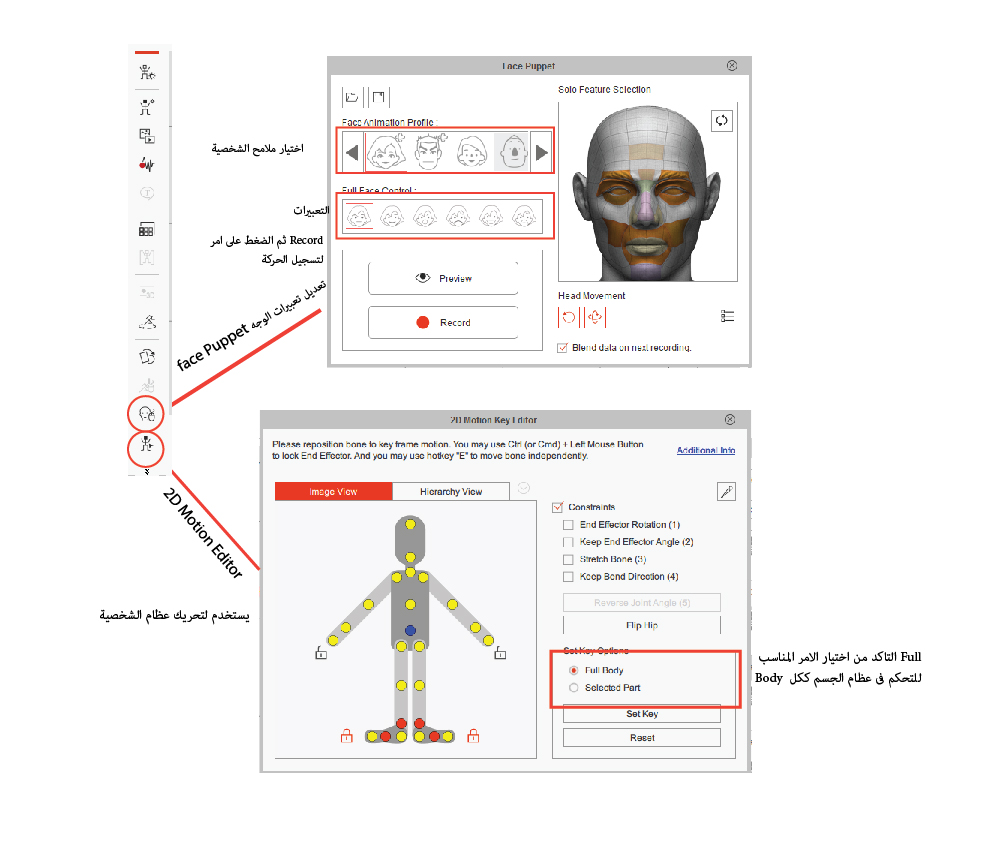 Face Puppet
Solo Feature Selection
Face Animation Profile :
اختيار ملامح الشخصية
Full Face Control :
التعبيرات
Record ثم الضغط على امر
لتسجيل الحركة
Preview
Record
Head Movement
Blend data on next recording.
تعديل تعبيرات الوجه face Puppet
2D Motion Key Editor
Please reposition bone to key frame motion. You may use Ctrl (or Cmd) + Left Mouse Button
to lock End Effector. And you may use hotkey "E" to move bone independently.
Additional Info
Image View
Hierarchy View
Constraints
End Effector Rotation (1)
Keep End Effector Angle (2)
Stretch Bone (3)
Keep Bend Direction (4)
Reverse Joint Angle (5)
Flip Hip
Set Key Options
Full Body
Selected Part
Set Key
Reset
2D Motion Editor
يستخدم لتحريك عظام الشخصية
Full التاكد من اختيار الامر المناسب
للتحكم فى عظام الجسم ككل Body